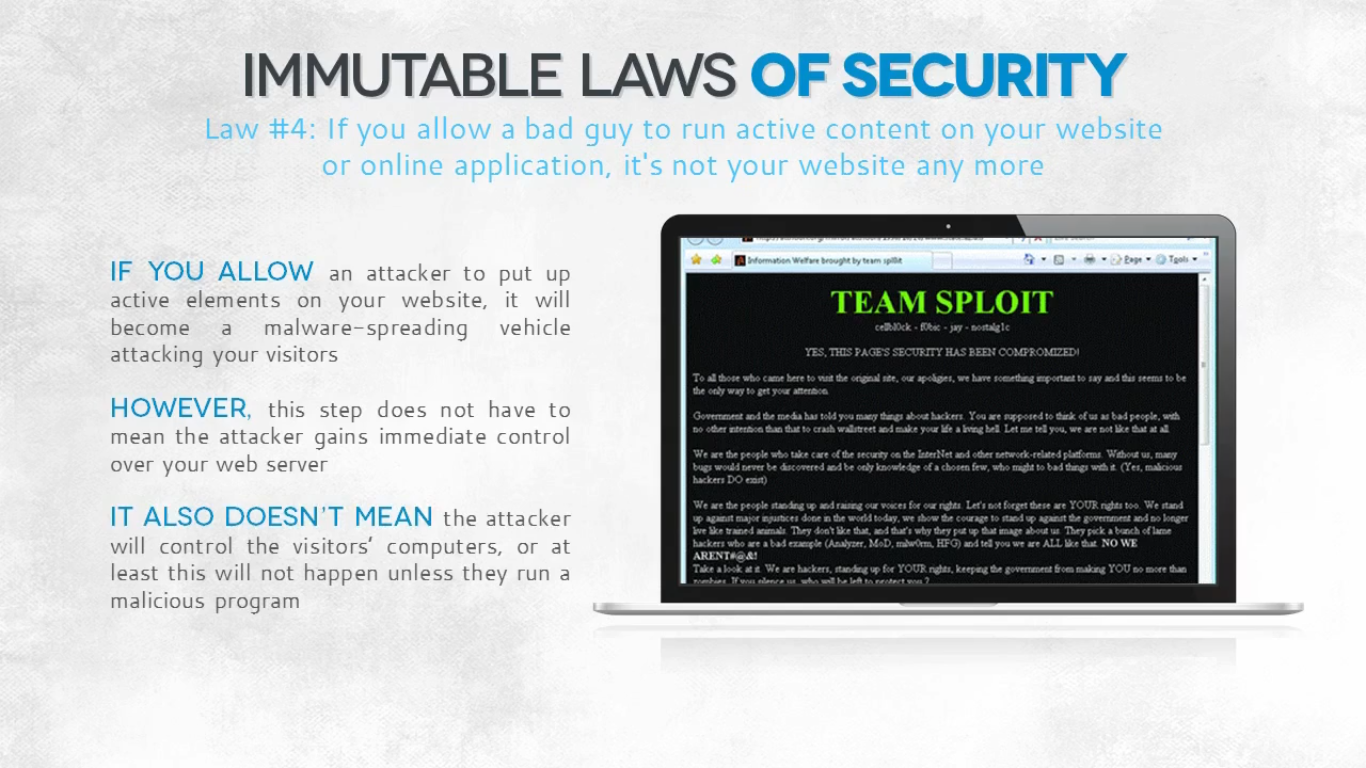 IMMUTABLE LAWS OF SECURITY
Law #4: If you allow a bad guy to run active content on your website
or online application, it's not your website any more
IF YOU ALLOW an attacker to put up
active elements on your website, it will
become a malware-spreading vehicle
attacking your visitors
HOWEVER, this step does not have to
mean the attacker gains immediate control
over your web server
IT ALSO DOESN'T MEAN the attacker
will control the visitors‘ computers, or at
least this will not happen unless they run a
malicious program
Information Welfare brought by team spillit
Page
Tools
TEAM SPLOIT
cellbl0ck - f0bic - jay - nostalg1c
YES, THIS PAGE'S SECURITY HAS BEEN COMPROMIZED!
To all those who came here to visit the original site, our apoligies, we have something important to say and this seems to be
the only way to get your attention.
Government and the media has told you many things about hackers. You are supposed to think of us as bad people, with
no other intention than that to crash wallstreet and make your life a living hell. Let me tell you, we are not like that at all.
We are the people who take care of the security on the InterNet and other network-related platforms. Without us, many
bugs would never be discovered and be only knowledge of a chosen few, who might to bad things with it. (Yes, malicious
hackers DO exist)
We are the people standing up and raising our voices for our rights. Let's not forget these are YOUR rights too. We stand
up against major injustices done in the world today, we show the courage to stand up against the government and no longer
live like trained animals. They don't like that, and that's why they put up that image about us. They pick a bunch of lame
hackers who are a bad example (Analyzer, MoD, milw0rm, HFG) and tell you we are ALL like that. NO WE
ARENT#@&!
Take a look at it. We are hackers, standing up for YOUR rights, keeping the government from making YOU no more than
zombies. If you silence us, who will be left to protect you ?